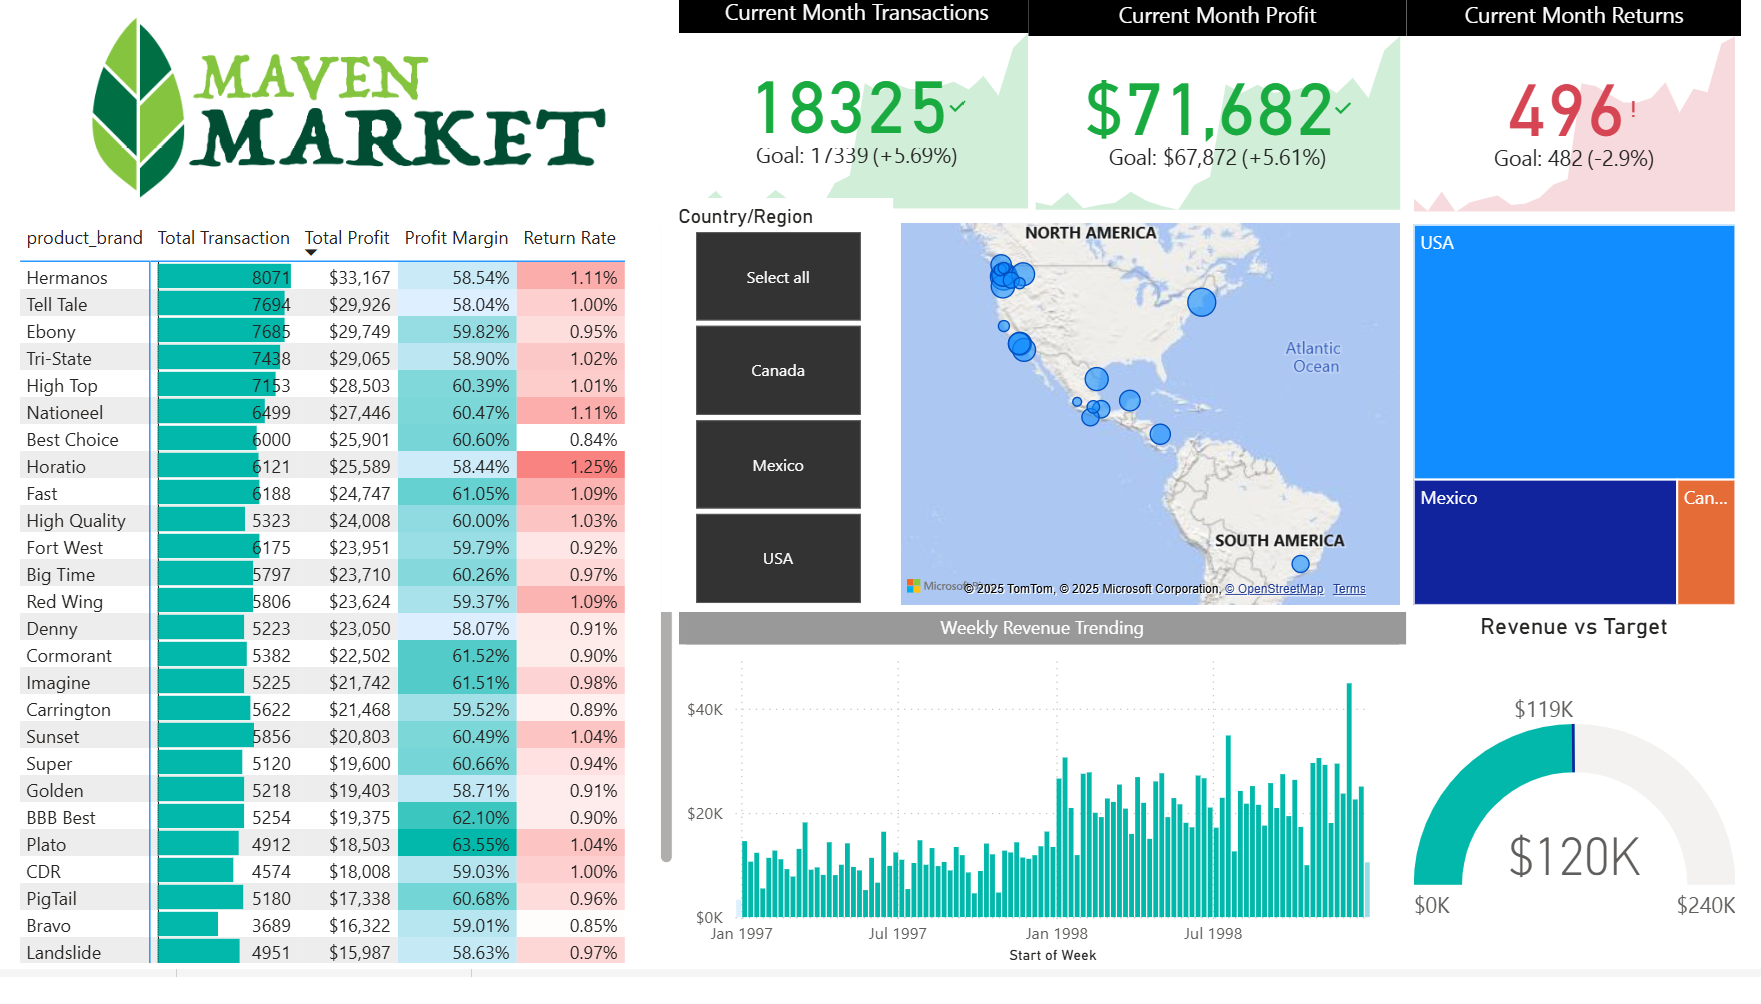 MAVEN
MARKET
Current Month Transactions
18325
Goal: 17339 (+5.69%)
Current Month Profit
$71,682
Goal: $67,872 (+5.61%)
Current Month Returns
496!
Goal: 482 (-2.9%)
product_brand Total Transaction Total Profit Profit Margin Return Rate
Hermanos 8071 $33,167 58.54% 1.11%
Tell Tale 7694 $29,926 58.04% 1.00%
Ebony 7685 $29,749 59.82% 0.95%
Tri-State 7438 $29,065 58.90% 1.02%
High Top 7153 $28,503 60.39% 1.01%
Nationeel 6499 $27,446 60.47% 1.11%
Best Choice 6000 $25,901 60.60% 0.84%
Horatio 6121 $25,589 58.44% 1.25%
Fast 6188 $24,747 61.05% 1.09%
High Quality 5323 $24,008 60.00% 1.03%
Fort West 6175 $23,951 59.79% 0.92%
Big Time 5797 $23,710 60.26% 0.97%
Red Wing 5806 $23,624 59.37% 1.09%
Denny 5223 $23,050 58.07% 0.91%
Cormorant 5382 $22,502 61.52% 0.90%
Imagine 5225 $21,742 61.51% 0.98%
Carrington 5622 $21,468 59.52% 0.89%
Sunset 5856 $20,803 60.49% 1.04%
Super 5120 $19,600 60.66% 0.94%
Golden 5218 $19,403 58.71% 0.91%
BBB Best 5254 $19,375 62.10% 0.90%
Plato 4912 $18,503 63.55% 1.04%
CDR 4574 $18,008 59.03% 1.00%
PigTail 5180 $17,338 60.68% 0.96%
Bravo 3689 $16,322 59.01% 0.85%
Landslide 4951 $15,987 58.63% 0.97%
Country/Region
Select all
Canada
Mexico
USA
NORTH AMERICA
Atlantic
Ocean
SOUTH AMERICA
Microsoft
© 2025 TomTom, © 2025 Microsoft Corporation, © OpenStreetMap Terms
USA
Mexico
Can...
Weekly Revenue Trending
$40K
$20K
$0K
Jan 1997 Jul 1997 Jan 1998 Jul 1998
Start of Week
Revenue vs Target
$119K
$120K
$0K $240K